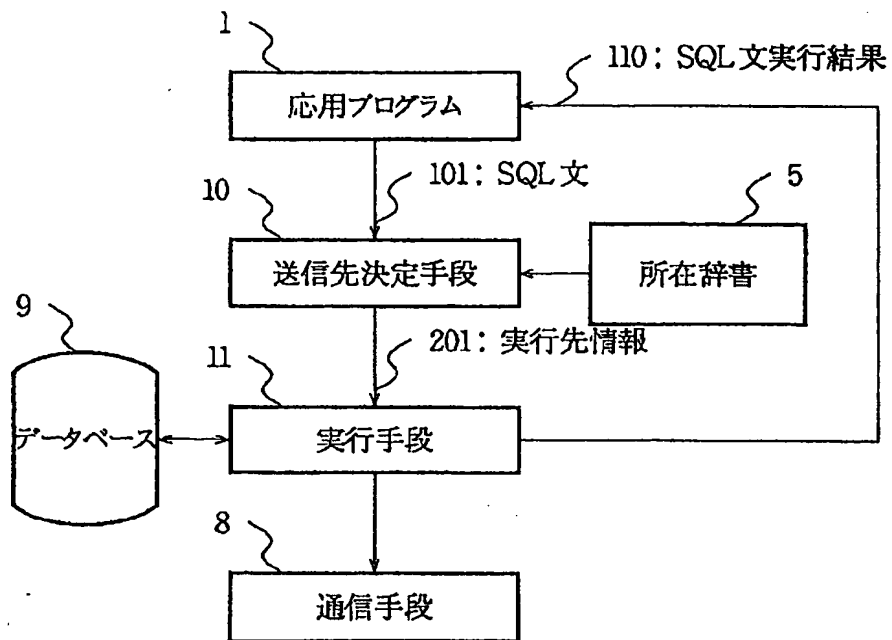 1
110: SQL文実行結果
応用プログラム
101: SQL文
10
5
送信先決定手段
所在辞書
9
201: 実行先情報
11
データベース
実行手段
8
通信手段